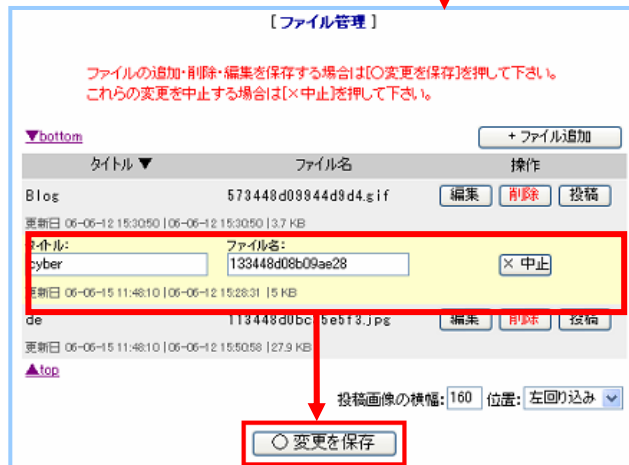 [ファイル管理]
ファイルの追加・削除・編集を保存する場合は[○変更を保存]を押して下さい。
これらの変更を中止する場合は[×中止]を押して下さい。
▼bottom
+ ファイル追加
タイトル ▼ ファイル名 操作
Blog 573448d09944d9d4.gif 編集 削除 投稿
更新日 06-06-12 15:30:50 | 06-06-12 15:30:50 | 3.7 KB
タイトル: ファイル名:
cyber 133448d08b09ae28 × 中止
更新日 06-06-15 11:48:10 | 06-06-12 15:28:31 | 5 KB
de 編集 削除 投稿
更新日 06-06-15 11:48:10 | 06-06-12 15:50:58 | 27.9 KB
▲top
投稿画像の横幅: 160 位置: 左回り込み
○ 変更を保存